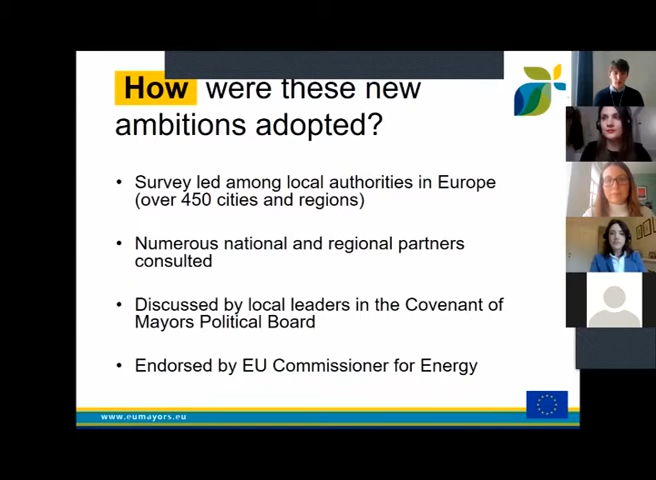 How were these new
ambitions adopted?
• Survey led among local authorities in Europe
(over 450 cities and regions)
• Numerous national and regional partners
consulted
• Discussed by local leaders in the Covenant of
Mayors Political Board
• Endorsed by EU Commissioner for Energy
www.eumayors.eu